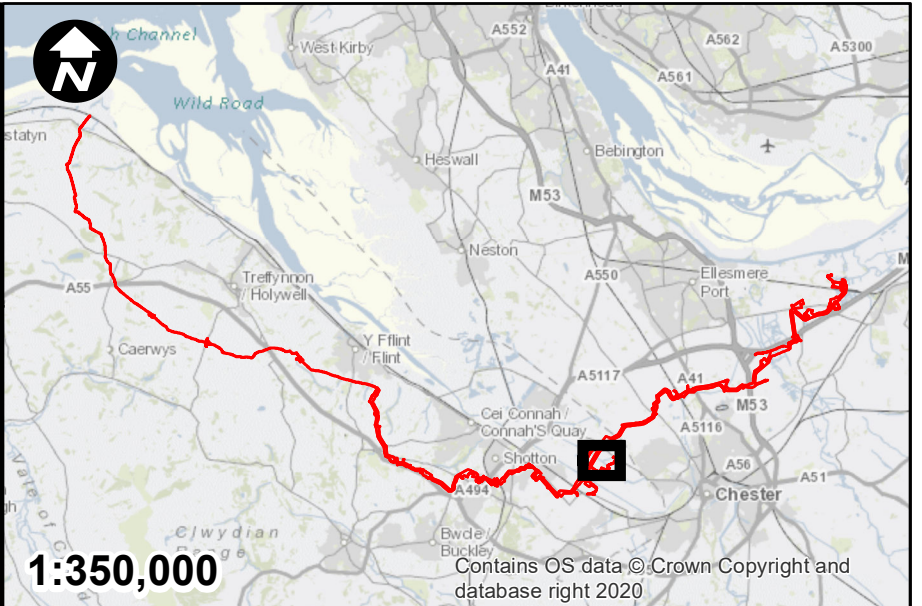 A552
A562
A5300
h Channel
West Kirby
A41
A561
N
Wild Road
statyn
Heswall
Bebington
M53
Neston
A550
Ellesmere
Port
M
Treffynnon
/ Holywell
A55
Y Fflint
/ Flint
Caerwys
A5117
A41
M53
Cei Connah /
Connah'S Quay
A5116
Shotton
A56
A51
A494
Chester
gh
Clwydian
Range
Bwcle /
Buckley
1:350,000
Contains OS data © Crown Copyright and
database right 2020